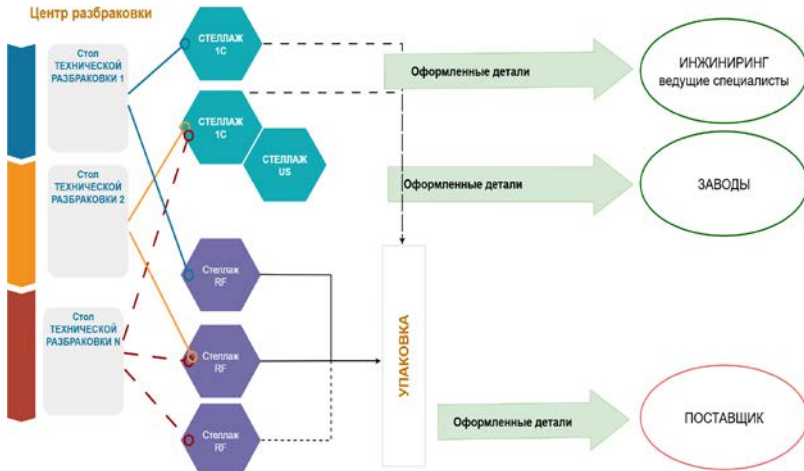 Центр разбраковки
Стол
ТЕХНИЧЕСКОЙ
РАЗБРАКОВКИ 1
Стол
ТЕХНИЧЕСКОЙ
РАЗБРАКОВКИ 2
Стол
ТЕХНИЧЕСКОЙ
РАЗБРАКОВКИ N
СТЕЛЛАЖ
1С
СТЕЛЛАЖ
1С
СТЕЛЛАЖ
US
Стеллаж
RF
Стеллаж
RF
Стеллаж
RF
УПАКОВКА
Оформленные детали
ИНЖИНИРИНГ
ведущие специалисты
Оформленные детали
ЗАВОДЫ
Оформленные детали
ПОСТАВЩИК